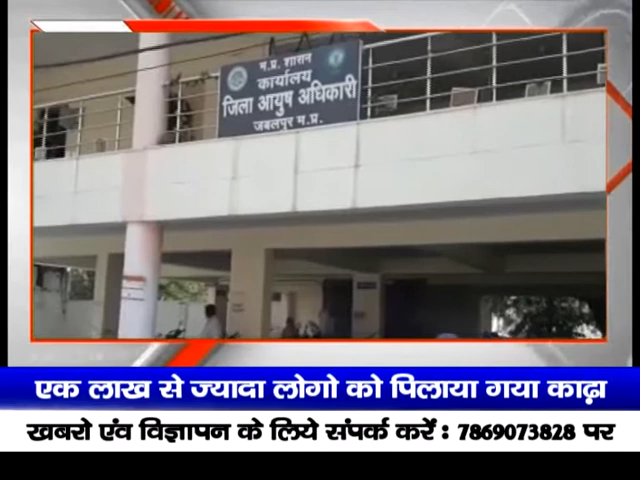 म.प्र. शासन
कार्यालय
जिला आयुष अधिकारी
जबलपुर म.प्र.
एक लाख से ज्यादा लोगो को पिलाया गया काढ़ा
खबरो एंव विज्ञापन के लिये संपर्क करें : 7869073828 पर